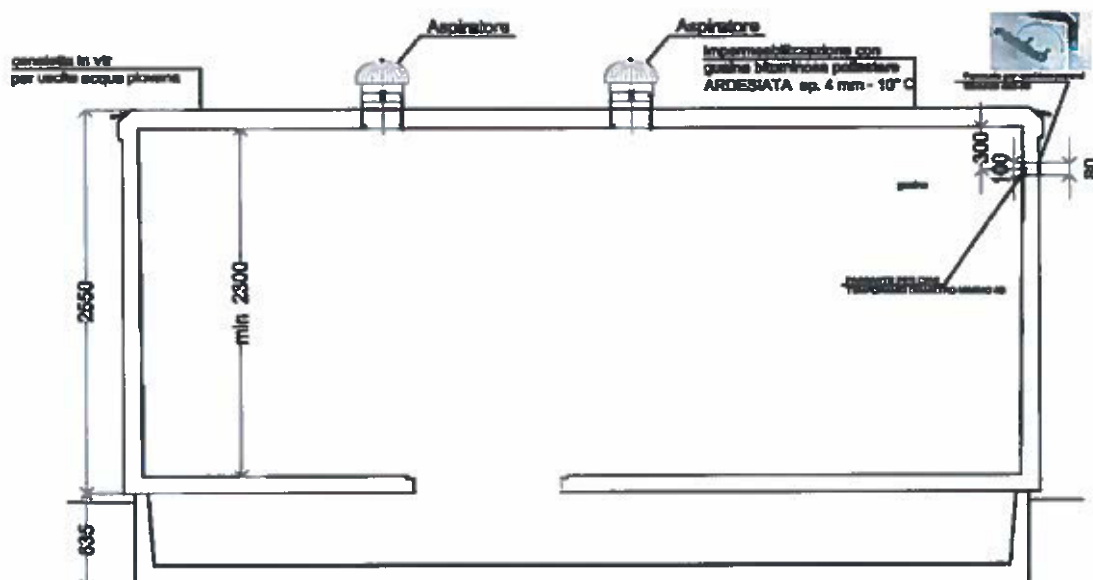 Aspiratore
Aspiratore
canaletta in vtr
per uscita acqua piovana
Impermeabilizzazione con
guaina bituminosa poliestere
ARDESIATA sp. 4 mm - 10° C
300
100
80
2550
min 2300
635